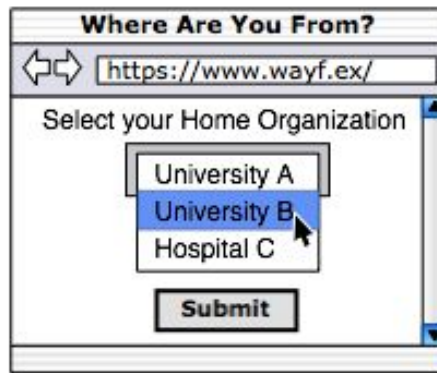 Where Are You From?
https://www.wayf.ex/
Select your Home Organization
University A
University B
Hospital C
Submit